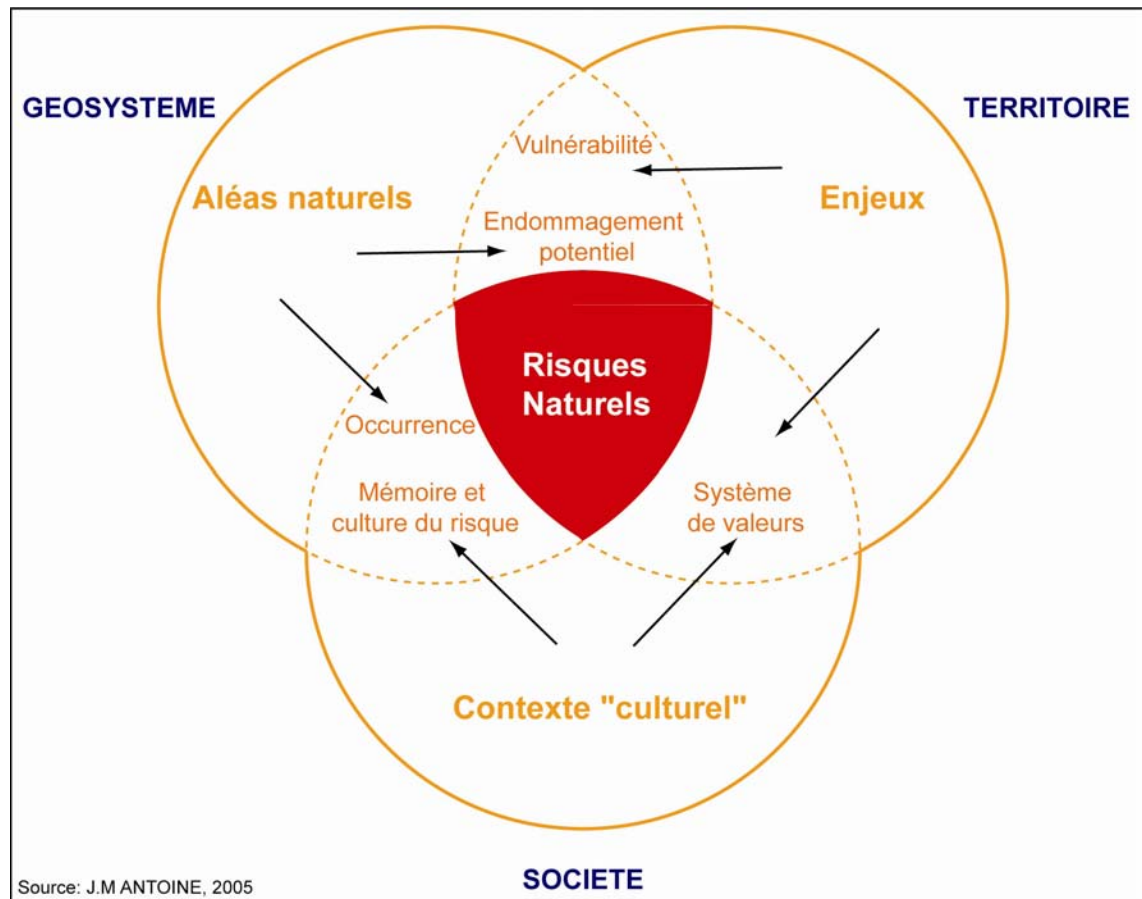 GEOSYSTEME
TERRITOIRE
Vulnérabilité
Aléas naturels
Enjeux
Endommagement
potentiel
Risques
Naturels
Occurrence
Mémoire et
culture du risque
Système
de valeurs
Contexte "culturel"
SOCIETE
Source: J.M ANTOINE, 2005